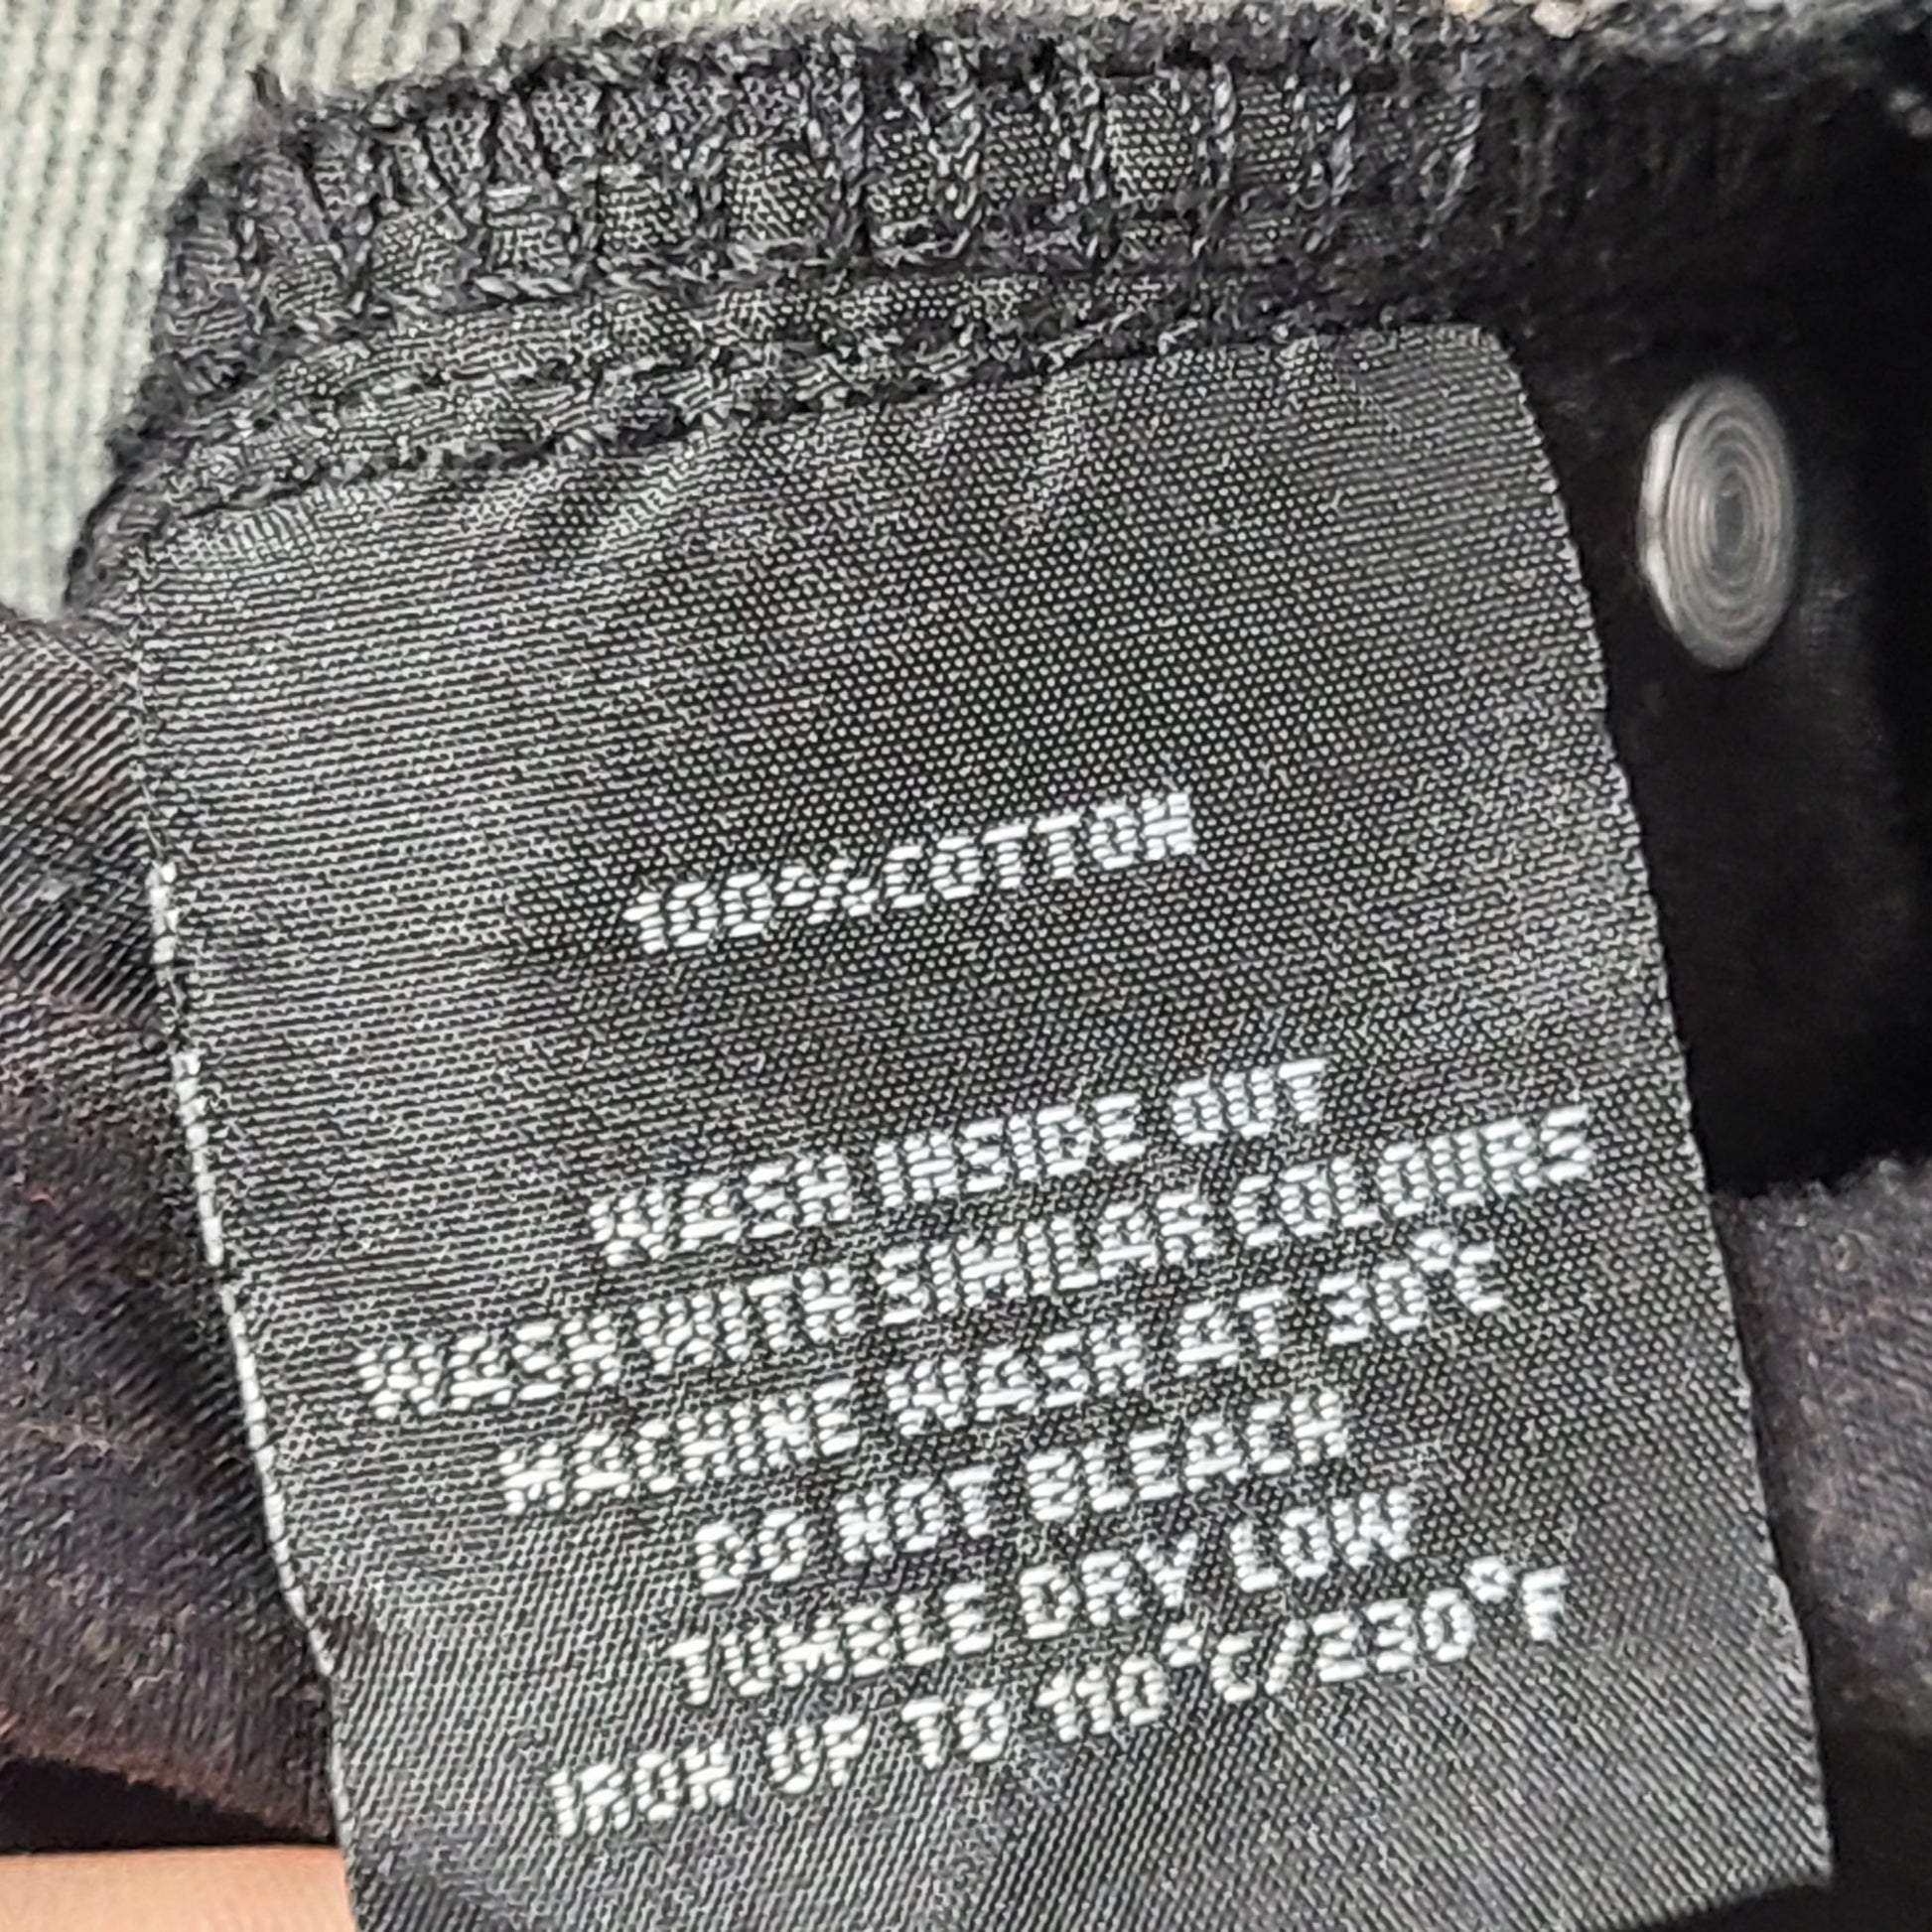 100%COTTON
WASH INSIDE OUT
WASH WITH SIMILAR COLOURS
MACHINE WASH AT 30°C
DO NOT BLEACH
TUMBLE DRY LOW
IRON UP TO 110°C/230°F